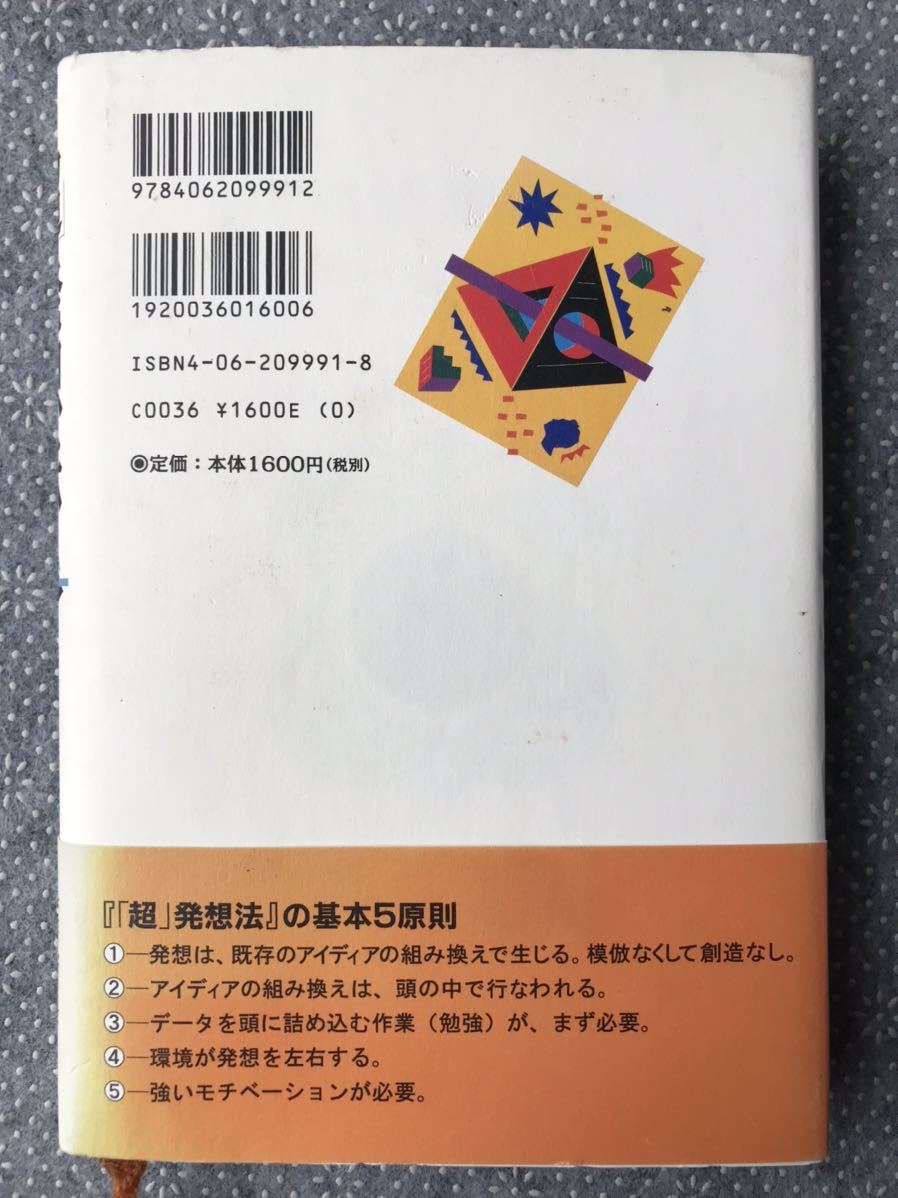 9784062099912
1920036016006
ISBN4-06-209991-8
C0036 ¥1600E (0)
◉定価：本体1600円(税別)
『「超」発想法』の基本5原則
①─発想は、既存のアイディアの組み換えで生じる。模倣なくして創造なし。
②─アイディアの組み換えは、頭の中で行なわれる。
③─データを頭に詰め込む作業（勉強）が、まず必要。
④─環境が発想を左右する。
⑤─強いモチベーションが必要。